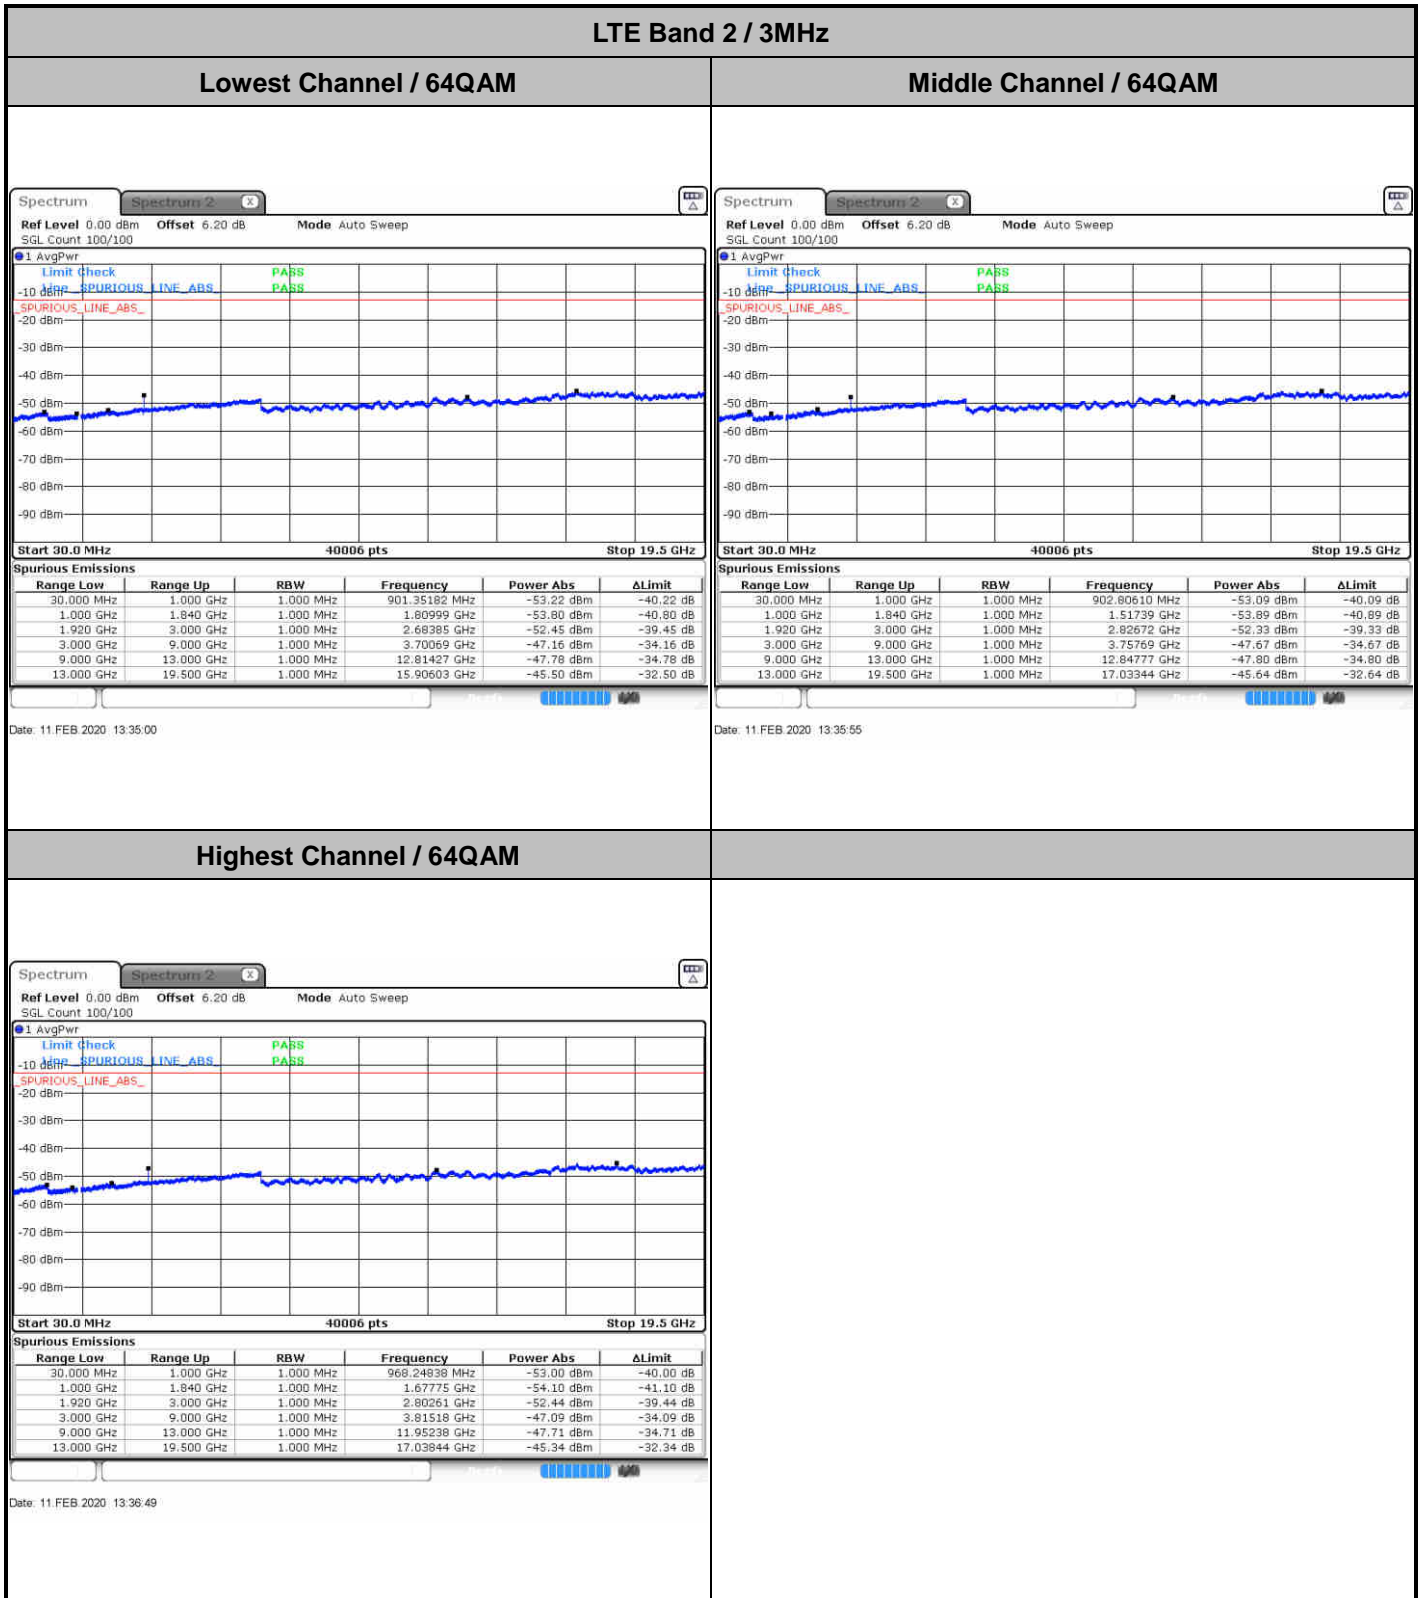 LTE Band 2 / 3MHz
Lowest Channel / 64QAM
Middle Channel / 64QAM
Spectrum
Spectrum 2
X
Ref Level 0.00 dBm Offset 6.20 dB Mode Auto Sweep
SGL Count 100/100
1 AvgPwr
Limit Check PASS
Line _SPURIOUS_LINE_ABS_ PASS
-10 dBm
_SPURIOUS_LINE_ABS_
-20 dBm
-30 dBm
-40 dBm
-50 dBm
-60 dBm
-70 dBm
-80 dBm
-90 dBm
Start 30.0 MHz 40006 pts Stop 19.5 GHz
Spurious Emissions
Range Low Range Up RBW Frequency Power Abs ΔLimit
30.000 MHz 1.000 GHz 1.000 MHz 901.35182 MHz -53.22 dBm -40.22 dB
1.000 GHz 1.840 GHz 1.000 MHz 1.80999 GHz -53.80 dBm -40.80 dB
1.920 GHz 3.000 GHz 1.000 MHz 2.68385 GHz -52.45 dBm -39.45 dB
3.000 GHz 9.000 GHz 1.000 MHz 3.70069 GHz -47.16 dBm -34.16 dB
9.000 GHz 13.000 GHz 1.000 MHz 12.81427 GHz -47.78 dBm -34.78 dB
13.000 GHz 19.500 GHz 1.000 MHz 15.90603 GHz -45.50 dBm -32.50 dB
Date: 11.FEB.2020 13:35:00
Spectrum
Spectrum 2
X
Ref Level 0.00 dBm Offset 6.20 dB Mode Auto Sweep
SGL Count 100/100
1 AvgPwr
Limit Check PASS
Line _SPURIOUS_LINE_ABS_ PASS
-10 dBm
_SPURIOUS_LINE_ABS_
-20 dBm
-30 dBm
-40 dBm
-50 dBm
-60 dBm
-70 dBm
-80 dBm
-90 dBm
Start 30.0 MHz 40006 pts Stop 19.5 GHz
Spurious Emissions
Range Low Range Up RBW Frequency Power Abs ΔLimit
30.000 MHz 1.000 GHz 1.000 MHz 902.80610 MHz -53.09 dBm -40.09 dB
1.000 GHz 1.840 GHz 1.000 MHz 1.51739 GHz -53.89 dBm -40.89 dB
1.920 GHz 3.000 GHz 1.000 MHz 2.82672 GHz -52.33 dBm -39.33 dB
3.000 GHz 9.000 GHz 1.000 MHz 3.75769 GHz -47.67 dBm -34.67 dB
9.000 GHz 13.000 GHz 1.000 MHz 12.84777 GHz -47.80 dBm -34.80 dB
13.000 GHz 19.500 GHz 1.000 MHz 17.03344 GHz -45.64 dBm -32.64 dB
Date: 11.FEB.2020 13:35:55
Highest Channel / 64QAM
Spectrum
Spectrum 2
X
Ref Level 0.00 dBm Offset 6.20 dB Mode Auto Sweep
SGL Count 100/100
1 AvgPwr
Limit Check PASS
Line _SPURIOUS_LINE_ABS_ PASS
-10 dBm
_SPURIOUS_LINE_ABS_
-20 dBm
-30 dBm
-40 dBm
-50 dBm
-60 dBm
-70 dBm
-80 dBm
-90 dBm
Start 30.0 MHz 40006 pts Stop 19.5 GHz
Spurious Emissions
Range Low Range Up RBW Frequency Power Abs ΔLimit
30.000 MHz 1.000 GHz 1.000 MHz 968.24838 MHz -53.00 dBm -40.00 dB
1.000 GHz 1.840 GHz 1.000 MHz 1.67775 GHz -54.10 dBm -41.10 dB
1.920 GHz 3.000 GHz 1.000 MHz 2.80261 GHz -52.44 dBm -39.44 dB
3.000 GHz 9.000 GHz 1.000 MHz 3.81518 GHz -47.09 dBm -34.09 dB
9.000 GHz 13.000 GHz 1.000 MHz 11.95238 GHz -47.71 dBm -34.71 dB
13.000 GHz 19.500 GHz 1.000 MHz 17.03844 GHz -45.34 dBm -32.34 dB
Date: 11.FEB.2020 13:36:49